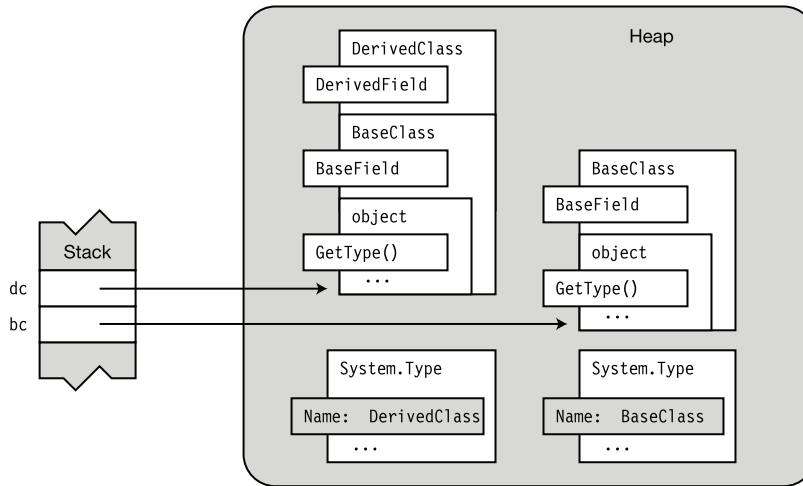 Heap
DerivedClass
DerivedField
BaseClass
BaseField
object
GetType()
...
BaseClass
BaseField
object
GetType()
...
Stack
dc
bc
System.Type
Name: DerivedClass
...
System.Type
Name: BaseClass
...